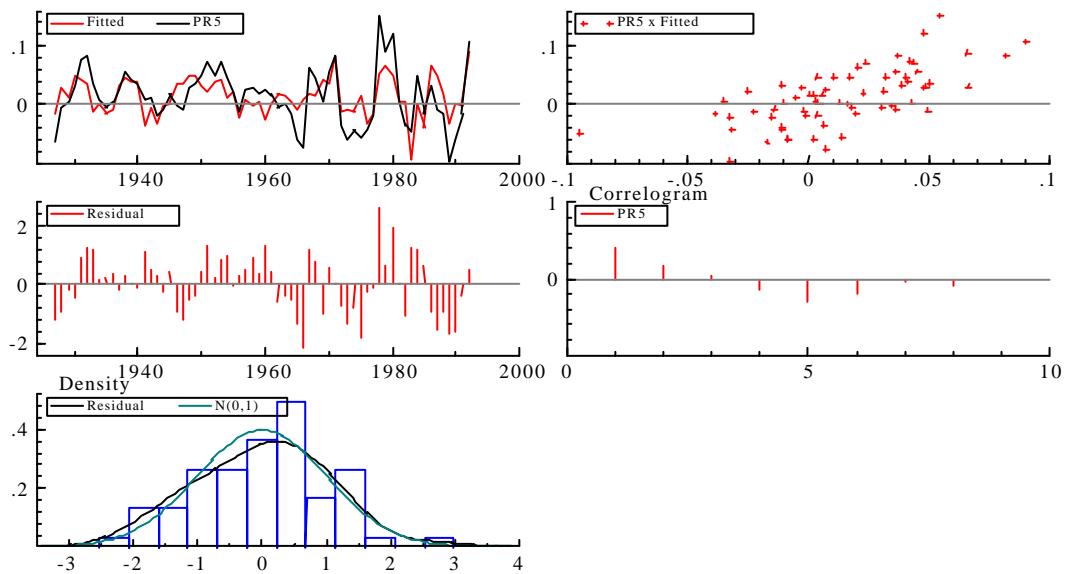 Fitted PR5
.1
0
1940 1960 1980 2000
PR5 x Fitted
.1
0
-.1 -.05 0 .05 .1
Residual
2
0
-2
1940 1960 1980 2000
Correlogram
PR5
1
0
0 5 10
Density
Residual N(0,1)
.4
.2
-3 -2 -1 0 1 2 3 4